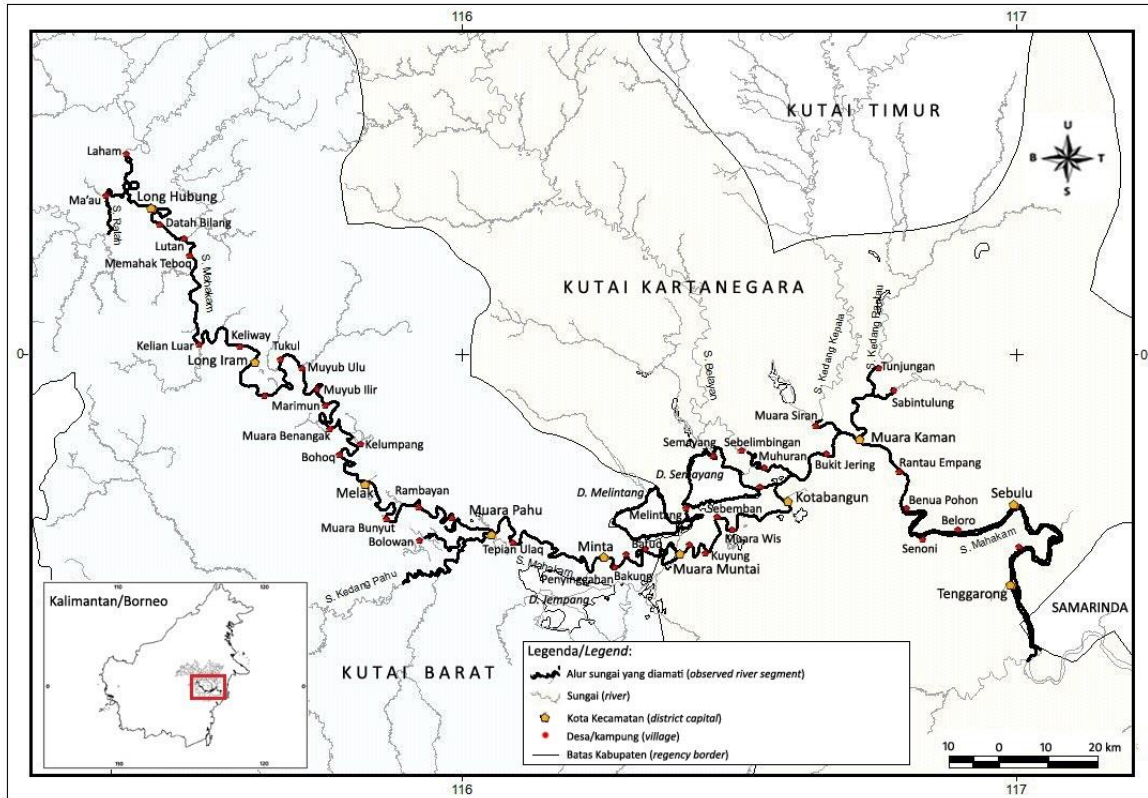 116
117
KUTAI TIMUR
U
B
T
S
Laham
Ma'au
Long Hubung
S. Ratah
Datah Bilang
Lutan
S. Mahakam
Memahak Teboq
KUTAI KARTANEGARA
0
0
Kelian Luar
Keliway
Long Iram
Tukul
Muyub Ulu
Muyub Ilir
Marimun
Muara Benangak
Kelumpang
Bohoq
Melak
Rambayan
Muara Bunyut
Bolowan
Muara Pahu
Tepian Ulaq
S. Kedang Pahu
S. Mahakam
Minta
Penyinggahan
Bakung
D. Jempang
Batuq
Muara Muntai
Kuyung
Muara Wis
Sebemban
Melintang
D. Melintang
D. Semayang
Semayang
Sebelimbingan
Muhuran
S. Belayan
Kotabangun
Bukit Jering
Muara Siran
S. Kedang Kepala
S. Kedang Rantau
Tunjungan
Sabintulung
Muara Kaman
Rantau Empang
Benua Pohon
Senoni
Beloro
Sebulu
S. Mahakam
Tenggarong
SAMARINDA
KUTAI BARAT
Kalimantan/Borneo
110
120
0
0
110
120
Legenda/Legend:
Alur sungai yang diamati (observed river segment)
Sungai (river)
Kota Kecamatan (district capital)
Desa/kampung (village)
Batas Kabupaten (regency border)
10 0 10 20 km
116
117